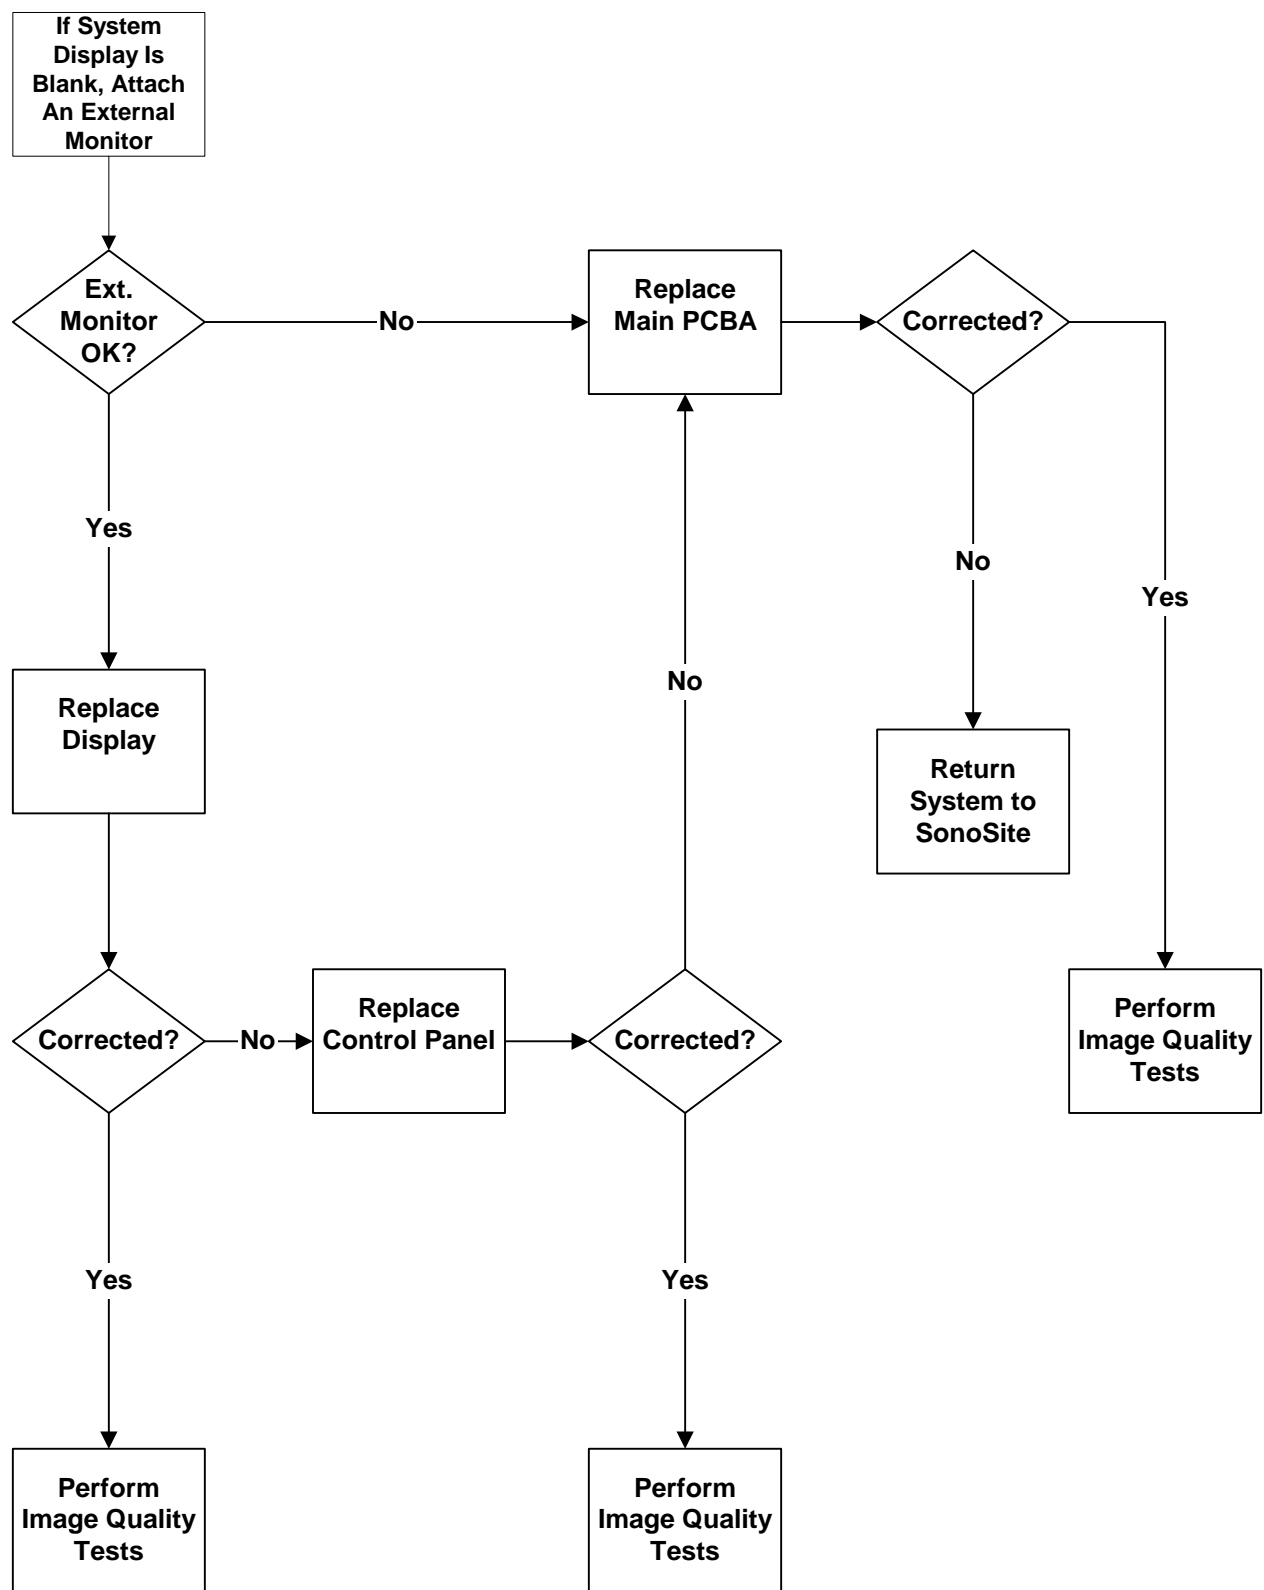 If System
Display Is
Blank, Attach
An External
Monitor
Ext.
Monitor
OK?
No
Replace
Main PCBA
Corrected?
Yes
No
Yes
Replace
Display
No
Return
System to
SonoSite
Corrected?
No
Replace
Control Panel
Corrected?
Perform
Image Quality
Tests
Yes
Yes
Perform
Image Quality
Tests
Perform
Image Quality
Tests